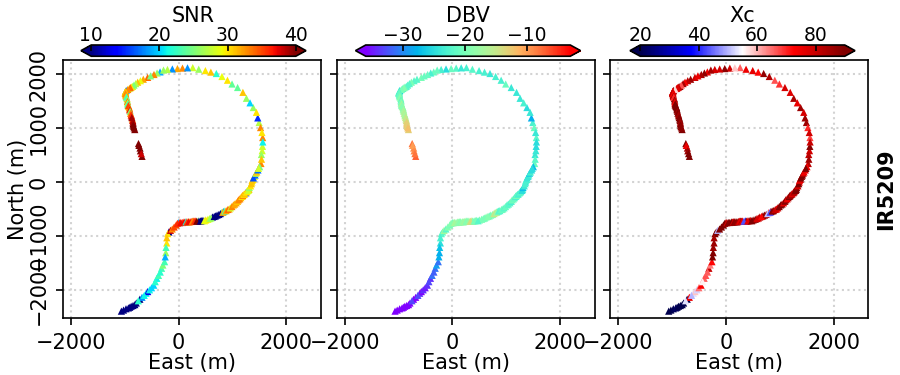 SNR DBV Xc
10 20 30 40 −30 −20 −10 20 40 60 80
2000
1000
0
−1000
−2000
North (m)
−2000 0 2000 −2000 0 2000 −2000 0 2000
East (m) East (m) East (m)
IR5209